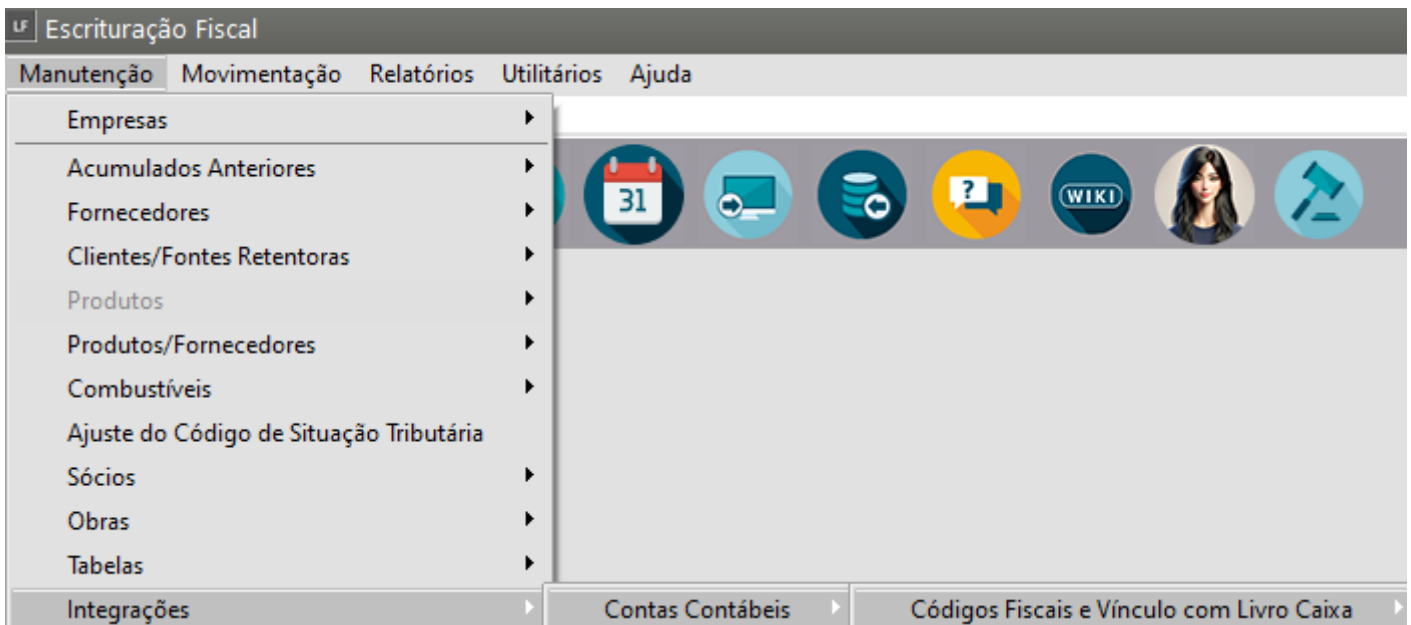 LF Escrituração Fiscal
Manutenção Movimentação Relatórios Utilitários Ajuda
Empresas
Acumulados Anteriores
Fornecedores
Clientes/Fontes Retentoras
Produtos
Produtos/Fornecedores
Combustíveis
Ajuste do Código de Situação Tributária
Sócios
Obras
Tabelas
Integrações Contas Contábeis Códigos Fiscais e Vínculo com Livro Caixa
31
?
WIKI